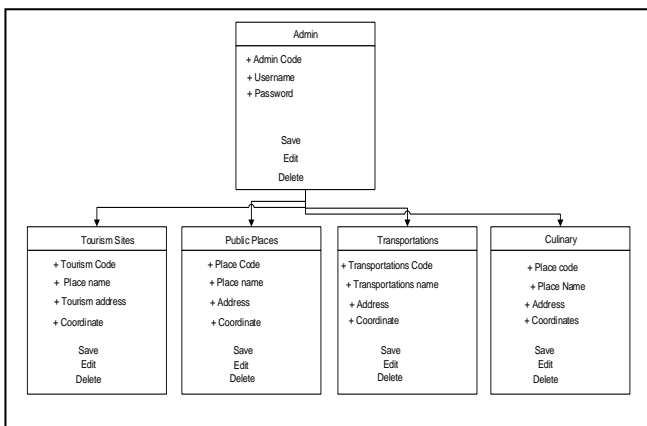 Admin
+ Admin Code
+ Username
+ Password
Save
Edit
Delete
Tourism Sites
+ Tourism Code
+ Place name
+ Tourism address
+ Coordinate
Save
Edit
Delete
Public Places
+ Place Code
+ Place name
+ Address
+ Coordinate
Save
Edit
Delete
Transportations
+ Transportations Code
+ Transportations name
+ Address
+ Coordinate
Save
Edit
Delete
Culinary
+ Place code
+ Place Name
+ Address
+ Coordinates
Save
Edit
Delete